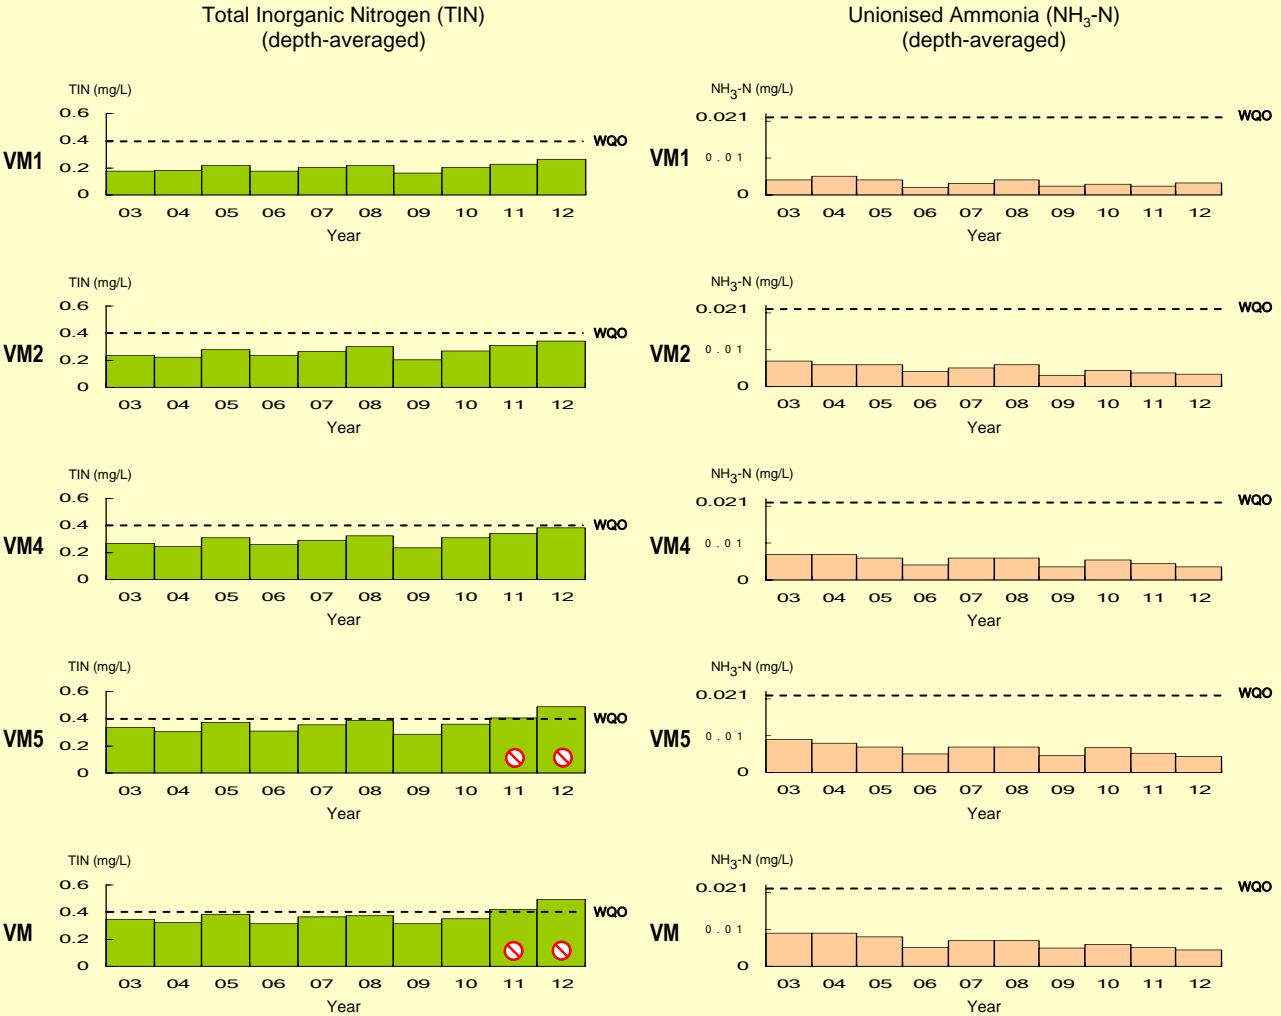 Total Inorganic Nitrogen (TIN)
(depth-averaged)
TIN (mg/L)
0.6
0.4
WQO
VM1
0.2
0
03 04 05 06 07 08 09 10 11 12
Year
TIN (mg/L)
0.6
0.4
WQO
VM2
0.2
0
03 04 05 06 07 08 09 10 11 12
Year
TIN (mg/L)
0.6
0.4
WQO
VM4
0.2
0
03 04 05 06 07 08 09 10 11 12
Year
TIN (mg/L)
0.6
0.4
WQO
VM5
0.2
0
03 04 05 06 07 08 09 10 11 12
Year
TIN (mg/L)
0.6
0.4
WQO
VM
0.2
0
03 04 05 06 07 08 09 10 11 12
Year
Unionised Ammonia (NH3-N)
(depth-averaged)
NH3-N (mg/L)
0.021
WQO
VM1
0.01
0
03 04 05 06 07 08 09 10 11 12
Year
NH3-N (mg/L)
0.021
WQO
VM2
0.01
0
03 04 05 06 07 08 09 10 11 12
Year
NH3-N (mg/L)
0.021
WQO
VM4
0.01
0
03 04 05 06 07 08 09 10 11 12
Year
NH3-N (mg/L)
0.021
WQO
VM5
0.01
0
03 04 05 06 07 08 09 10 11 12
Year
NH3-N (mg/L)
0.021
WQO
VM
0.01
0
03 04 05 06 07 08 09 10 11 12
Year